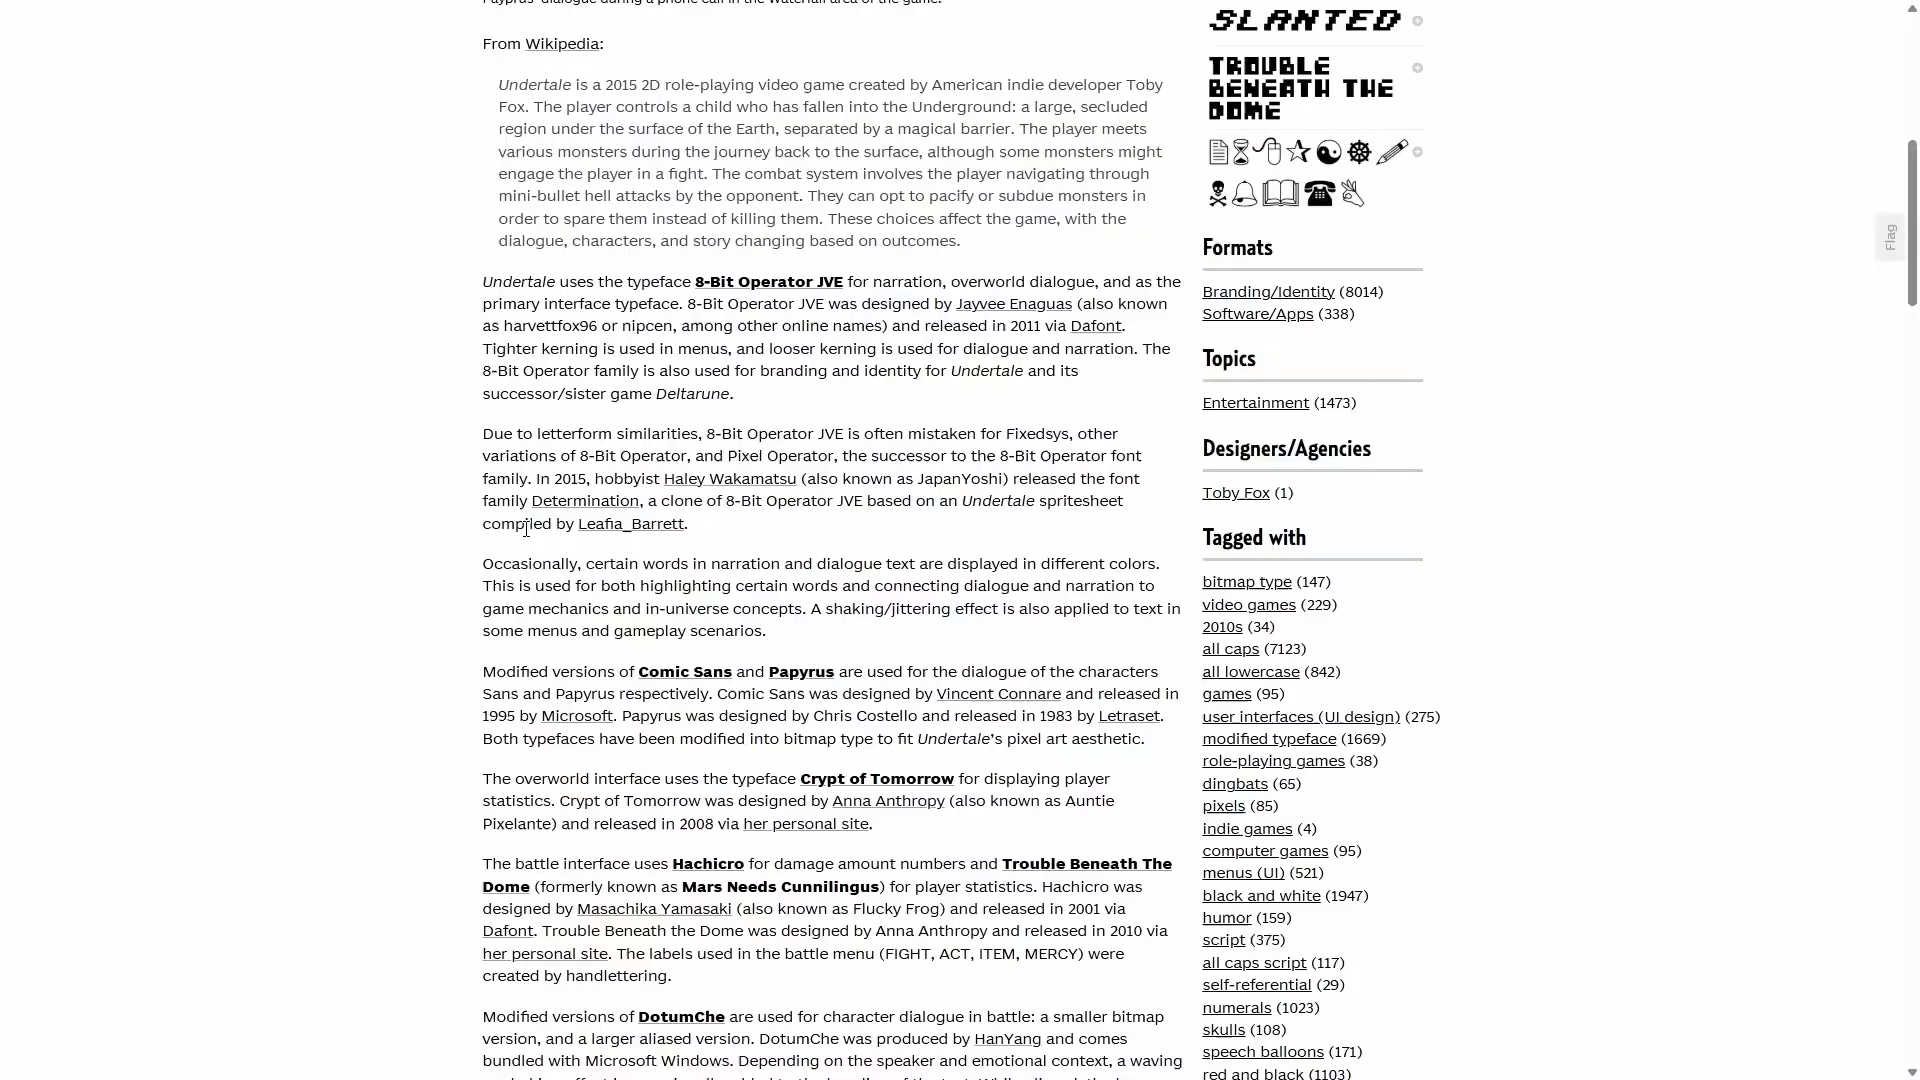 From Wikipedia:
Undertale is a 2015 2D role-playing video game created by American indie developer Toby
Fox. The player controls a child who has fallen into the Underground: a large, secluded
region under the surface of the Earth, separated by a magical barrier. The player meets
various monsters during the journey back to the surface, although some monsters might
engage the player in a fight. The combat system involves the player navigating through
mini-bullet hell attacks by the opponent. They can opt to pacify or subdue monsters in
order to spare them instead of killing them. These choices affect the game, with the
dialogue, characters, and story changing based on outcomes.
Undertale uses the typeface 8-Bit Operator JVE for narration, overworld dialogue, and as the
primary interface typeface. 8-Bit Operator JVE was designed by Jayvee Enaguas (also known
as harvettfox96 or nipcen, among other online names) and released in 2011 via Dafont.
Tighter kerning is used in menus, and looser kerning is used for dialogue and narration. The
8-Bit Operator family is also used for branding and identity for Undertale and its
successor/sister game Deltarune.
Due to letterform similarities, 8-Bit Operator JVE is often mistaken for Fixedsys, other
variations of 8-Bit Operator, and Pixel Operator, the successor to the 8-Bit Operator font
family. In 2015, hobbyist Haley Wakamatsu (also known as JapanYoshi) released the font
family Determination, a clone of 8-Bit Operator JVE based on an Undertale spritesheet
compiled by Leafia_Barrett.
Occasionally, certain words in narration and dialogue text are displayed in different colors.
This is used for both highlighting certain words and connecting dialogue and narration to
game mechanics and in-universe concepts. A shaking/jittering effect is also applied to text in
some menus and gameplay scenarios.
Modified versions of Comic Sans and Papyrus are used for the dialogue of the characters
Sans and Papyrus respectively. Comic Sans was designed by Vincent Connare and released in
1995 by Microsoft. Papyrus was designed by Chris Costello and released in 1983 by Letraset.
Both typefaces have been modified into bitmap type to fit Undertale’s pixel art aesthetic.
The overworld interface uses the typeface Crypt of Tomorrow for displaying player
statistics. Crypt of Tomorrow was designed by Anna Anthropy (also known as Auntie
Pixelante) and released in 2008 via her personal site.
The battle interface uses Hachicro for damage amount numbers and Trouble Beneath The
Dome (formerly known as Mars Needs Cunnilingus) for player statistics. Hachicro was
designed by Masachika Yamasaki (also known as Flucky Frog) and released in 2001 via
Dafont. Trouble Beneath the Dome was designed by Anna Anthropy and released in 2010 via
her personal site. The labels used in the battle menu (FIGHT, ACT, ITEM, MERCY) were
created by handlettering.
Modified versions of DotumChe are used for character dialogue in battle: a smaller bitmap
version, and a larger aliased version. DotumChe was produced by HanYang and comes
bundled with Microsoft Windows. Depending on the speaker and emotional context, a waving
SLANTED
TROUBLE
BENEATH THE
DOME
Formats
Branding/Identity (8014)
Software/Apps (338)
Topics
Entertainment (1473)
Designers/Agencies
Toby Fox (1)
Tagged with
bitmap type (147)
video games (229)
2010s (34)
all caps (7123)
all lowercase (842)
games (95)
user interfaces (UI design) (275)
modified typeface (1669)
role-playing games (38)
dingbats (65)
pixels (85)
indie games (4)
computer games (95)
menus (UI) (521)
black and white (1947)
humor (159)
script (375)
all caps script (117)
self-referential (29)
numerals (1023)
skulls (108)
speech balloons (171)
red and black (1103)
Flag